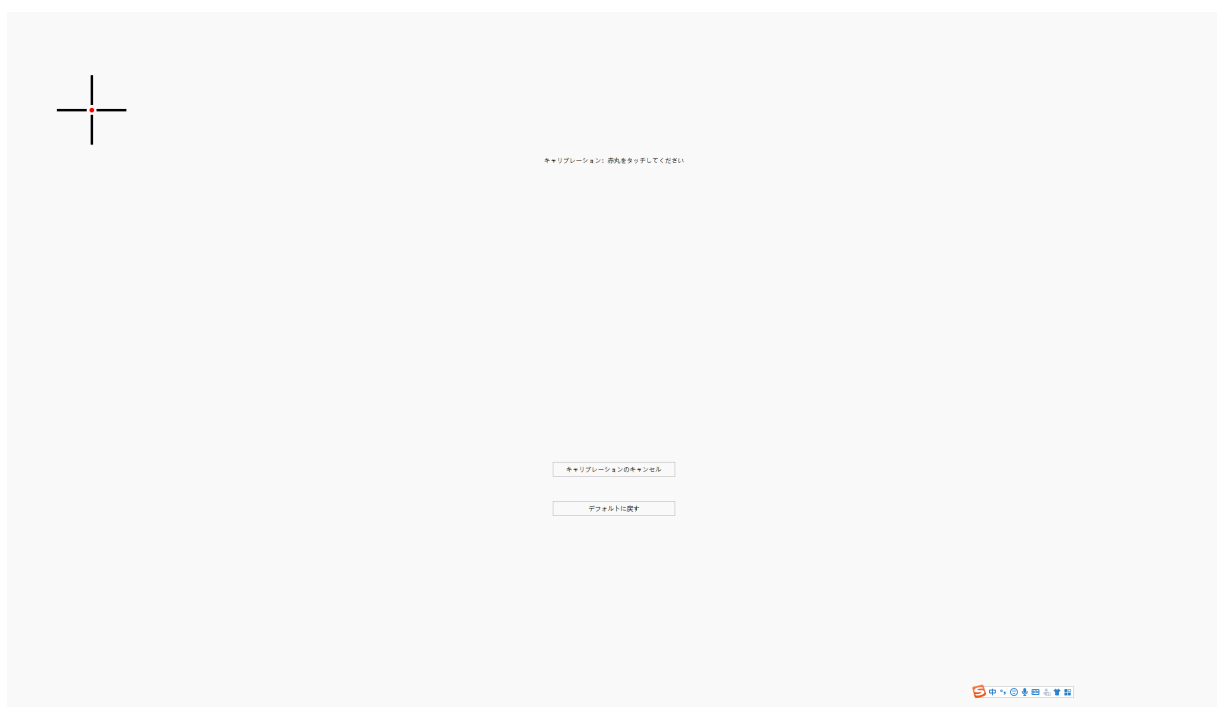 キャリブレーション: 赤丸をタッチしてください
キャリブレーションのキャンセル
デフォルトに戻す
中